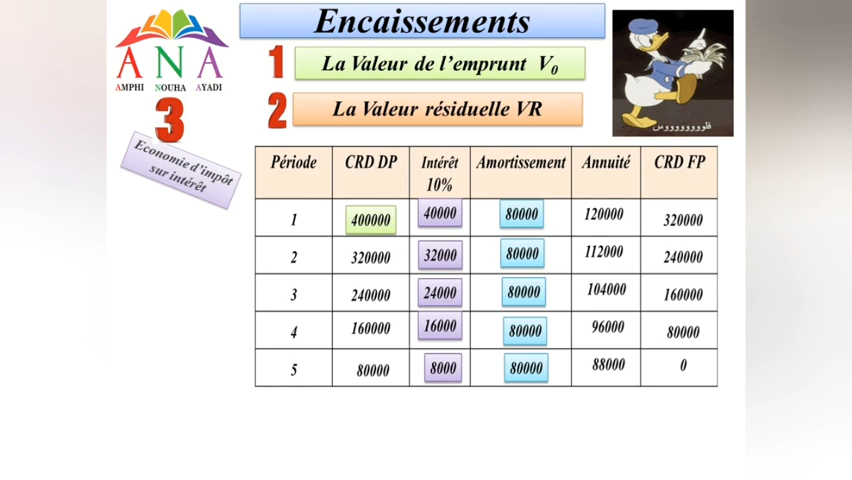 Encaissements
A N A
AMPHI NOUHA AYADI
1 La Valeur de l’emprunt V₀
2 La Valeur résiduelle VR
فلوووووووووس
3
Economie d’impôt
sur intérêt
Période CRD DP Intérêt 10% Amortissement Annuité CRD FP
1 400000 40000 80000 120000 320000
2 320000 32000 80000 112000 240000
3 240000 24000 80000 104000 160000
4 160000 16000 80000 96000 80000
5 80000 8000 80000 88000 0